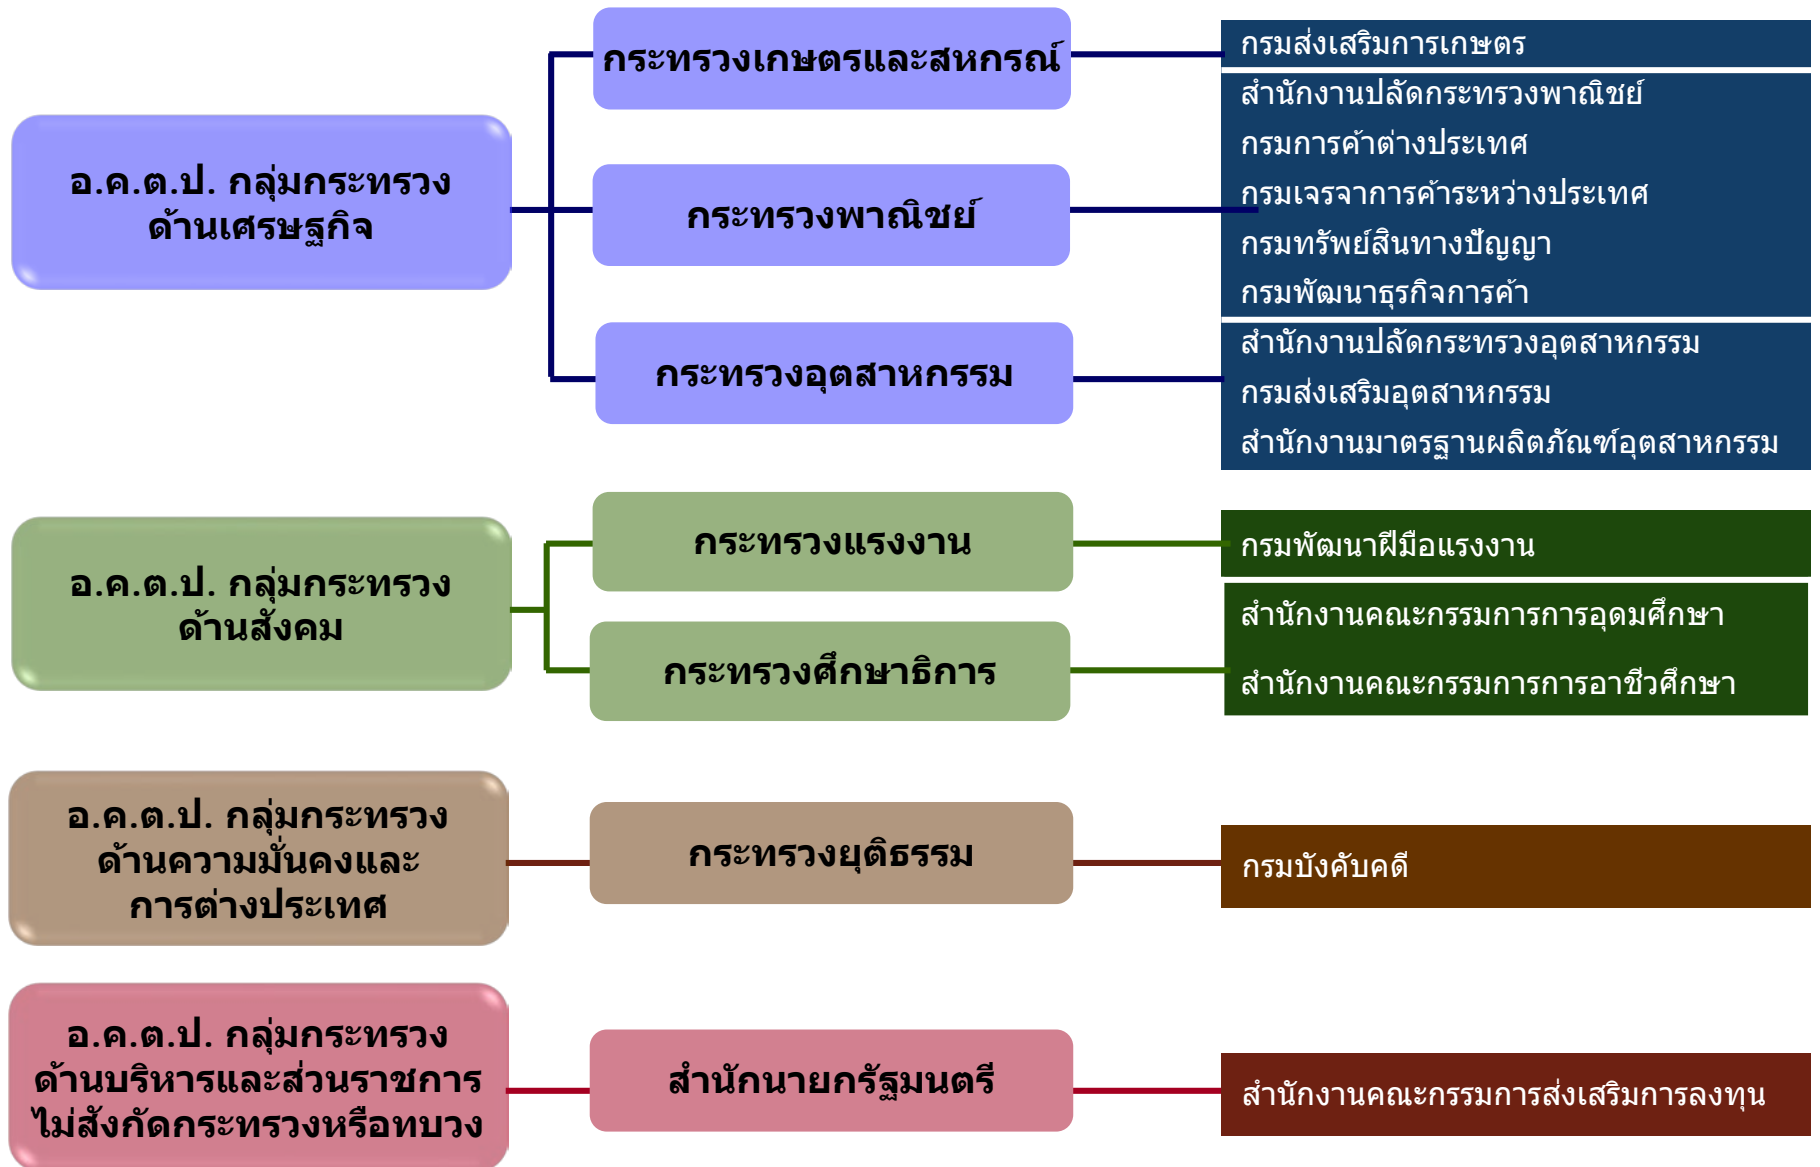 อ.ค.ต.ป. กลุ่มกระทรวง
ด้านเศรษฐกิจ
กระทรวงเกษตรและสหกรณ์
กรมส่งเสริมการเกษตร
กระทรวงพาณิชย์
สำนักงานปลัดกระทรวงพาณิชย์
กรมการค้าต่างประเทศ
กรมเจรจาการค้าระหว่างประเทศ
กรมทรัพย์สินทางปัญญา
กรมพัฒนาธุรกิจการค้า
กระทรวงอุตสาหกรรม
สำนักงานปลัดกระทรวงอุตสาหกรรม
กรมส่งเสริมอุตสาหกรรม
สำนักงานมาตรฐานผลิตภัณฑ์อุตสาหกรรม
อ.ค.ต.ป. กลุ่มกระทรวง
ด้านสังคม
กระทรวงแรงงาน
กรมพัฒนาฝีมือแรงงาน
กระทรวงศึกษาธิการ
สำนักงานคณะกรรมการการอุดมศึกษา
สำนักงานคณะกรรมการการอาชีวศึกษา
อ.ค.ต.ป. กลุ่มกระทรวง
ด้านความมั่นคงและ
การต่างประเทศ
กระทรวงยุติธรรม
กรมบังคับคดี
อ.ค.ต.ป. กลุ่มกระทรวง
ด้านบริหารและส่วนราชการ
ไม่สังกัดกระทรวงหรือทบวง
สำนักนายกรัฐมนตรี
สำนักงานคณะกรรมการส่งเสริมการลงทุน